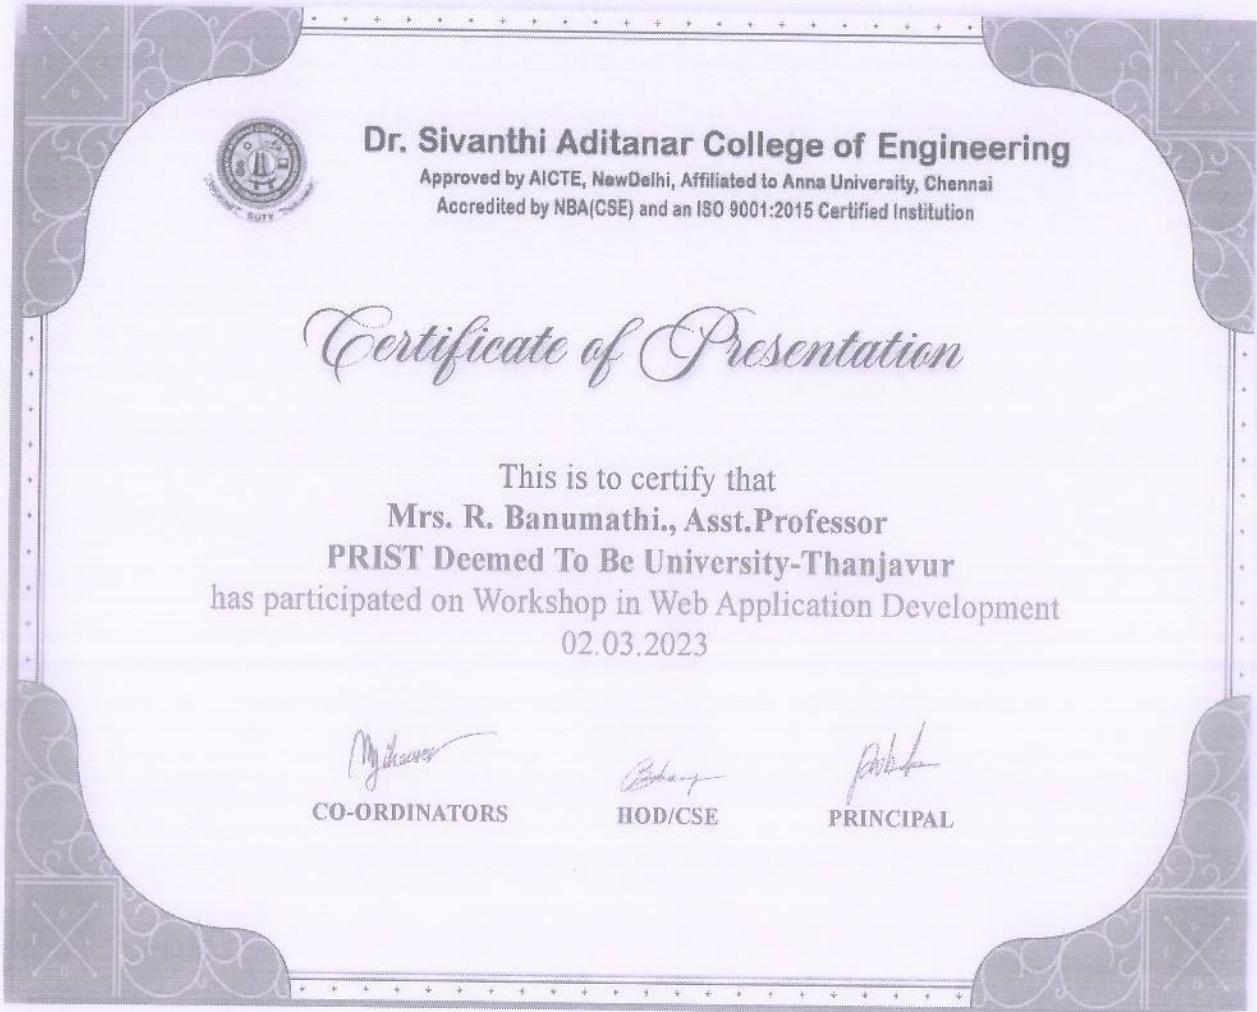 Dr. Sivanthi Aditanar College of Engineering
Approved by AICTE, NewDelhi, Affiliated to Anna University, Chennai
Accredited by NBA(CSE) and an ISO 9001:2015 Certified Institution
DUTY
Certificate of Presentation
This is to certify that
Mrs. R. Banumathi., Asst.Professor
PRIST Deemed To Be University-Thanjavur
has participated on Workshop in Web Application Development
02.03.2023
CO-ORDINATORS
HOD/CSE
PRINCIPAL